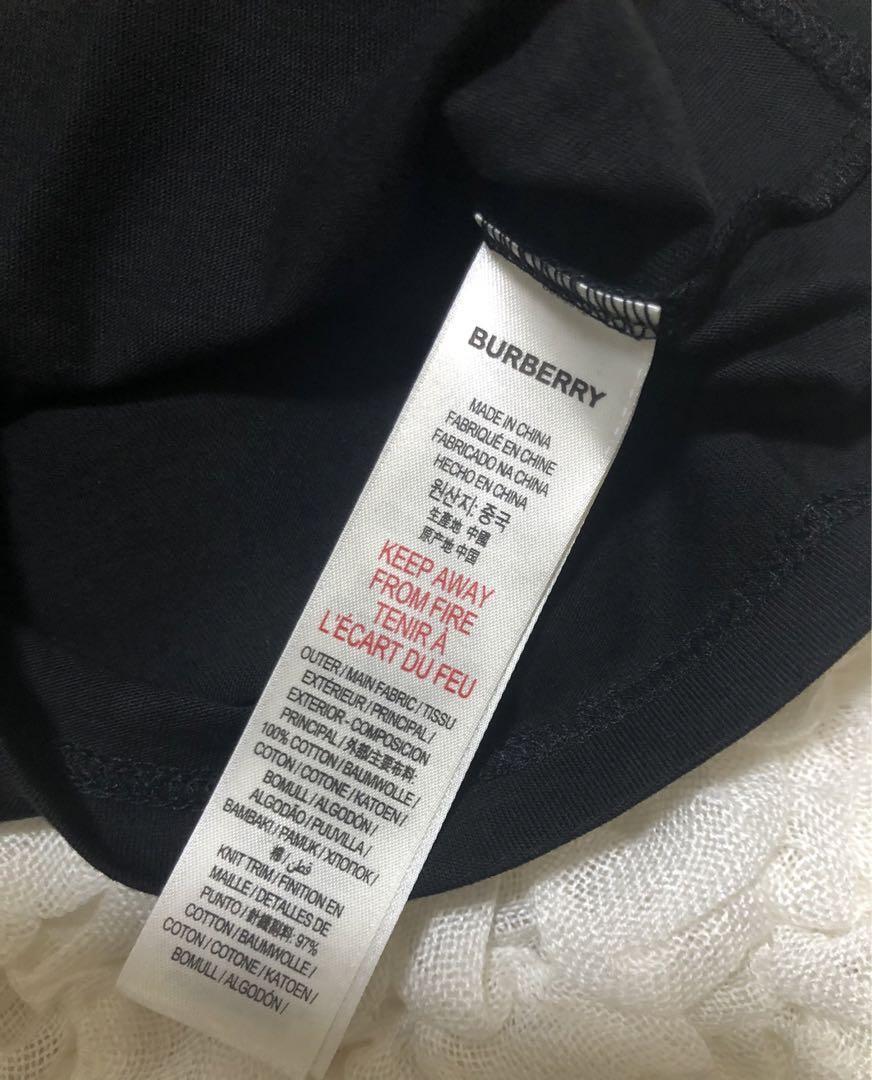 BURBERRY
MADE IN CHINA
FABRIQUÉ EN CHINE
FABRICADO NA CHINA
HECHO EN CHINA
원산지: 중국
生產地 中國
原产地 中国
KEEP AWAY
FROM FIRE
TENIR À
L'ÉCART DU FEU
OUTER / MAIN FABRIC / TISSU
EXTÉRIEUR / PRINCIPAL /
EXTERIOR - COMPOSICION
PRINCIPAL / 外部/主要布料:
100% COTTON / BAUMWOLLE /
COTON / COTONE / KATOEN /
BOMULL / ALGODÓN /
ALGODÃO / PUUVILLA /
BAMBAKI / PAMUK / ХЛОПОК /
棉 / قطن /
KNIT TRIM / FINITION EN
MAILLE / DETALLES DE
PUNTO / 針織飾料: 97%
COTTON / BAUMWOLLE /
COTON / COTONE / KATOEN /
BOMULL / ALGODÓN /